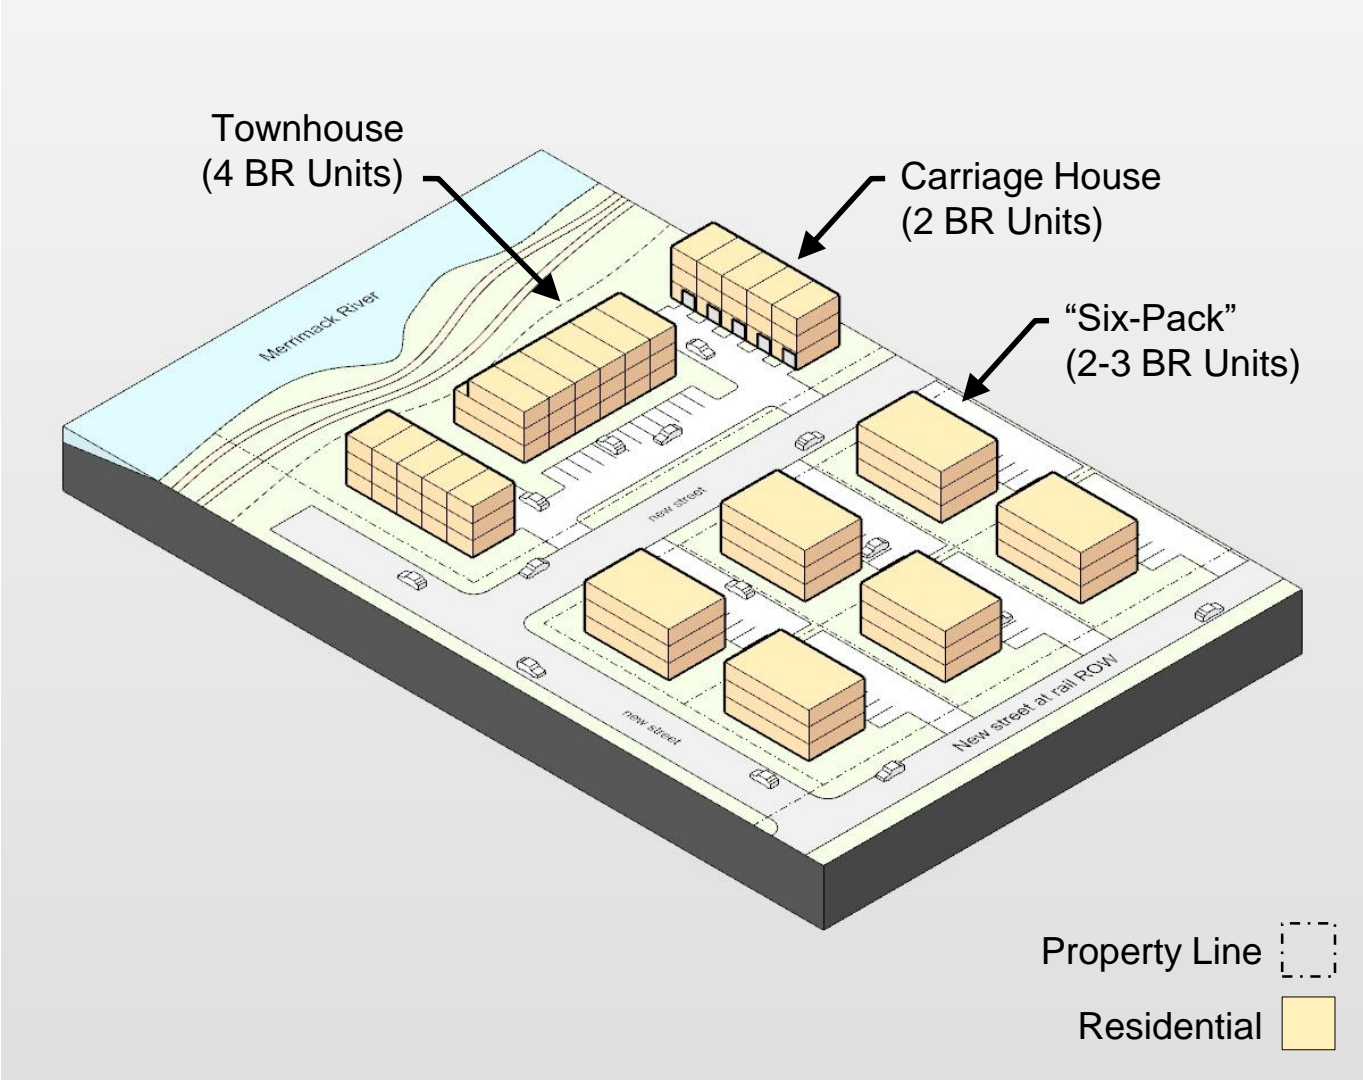 Townhouse
(4 BR Units)
Carriage House
(2 BR Units)
“Six-Pack”
(2-3 BR Units)
Merrimack River
new street
new street
New street at rail ROW
Property Line
Residential